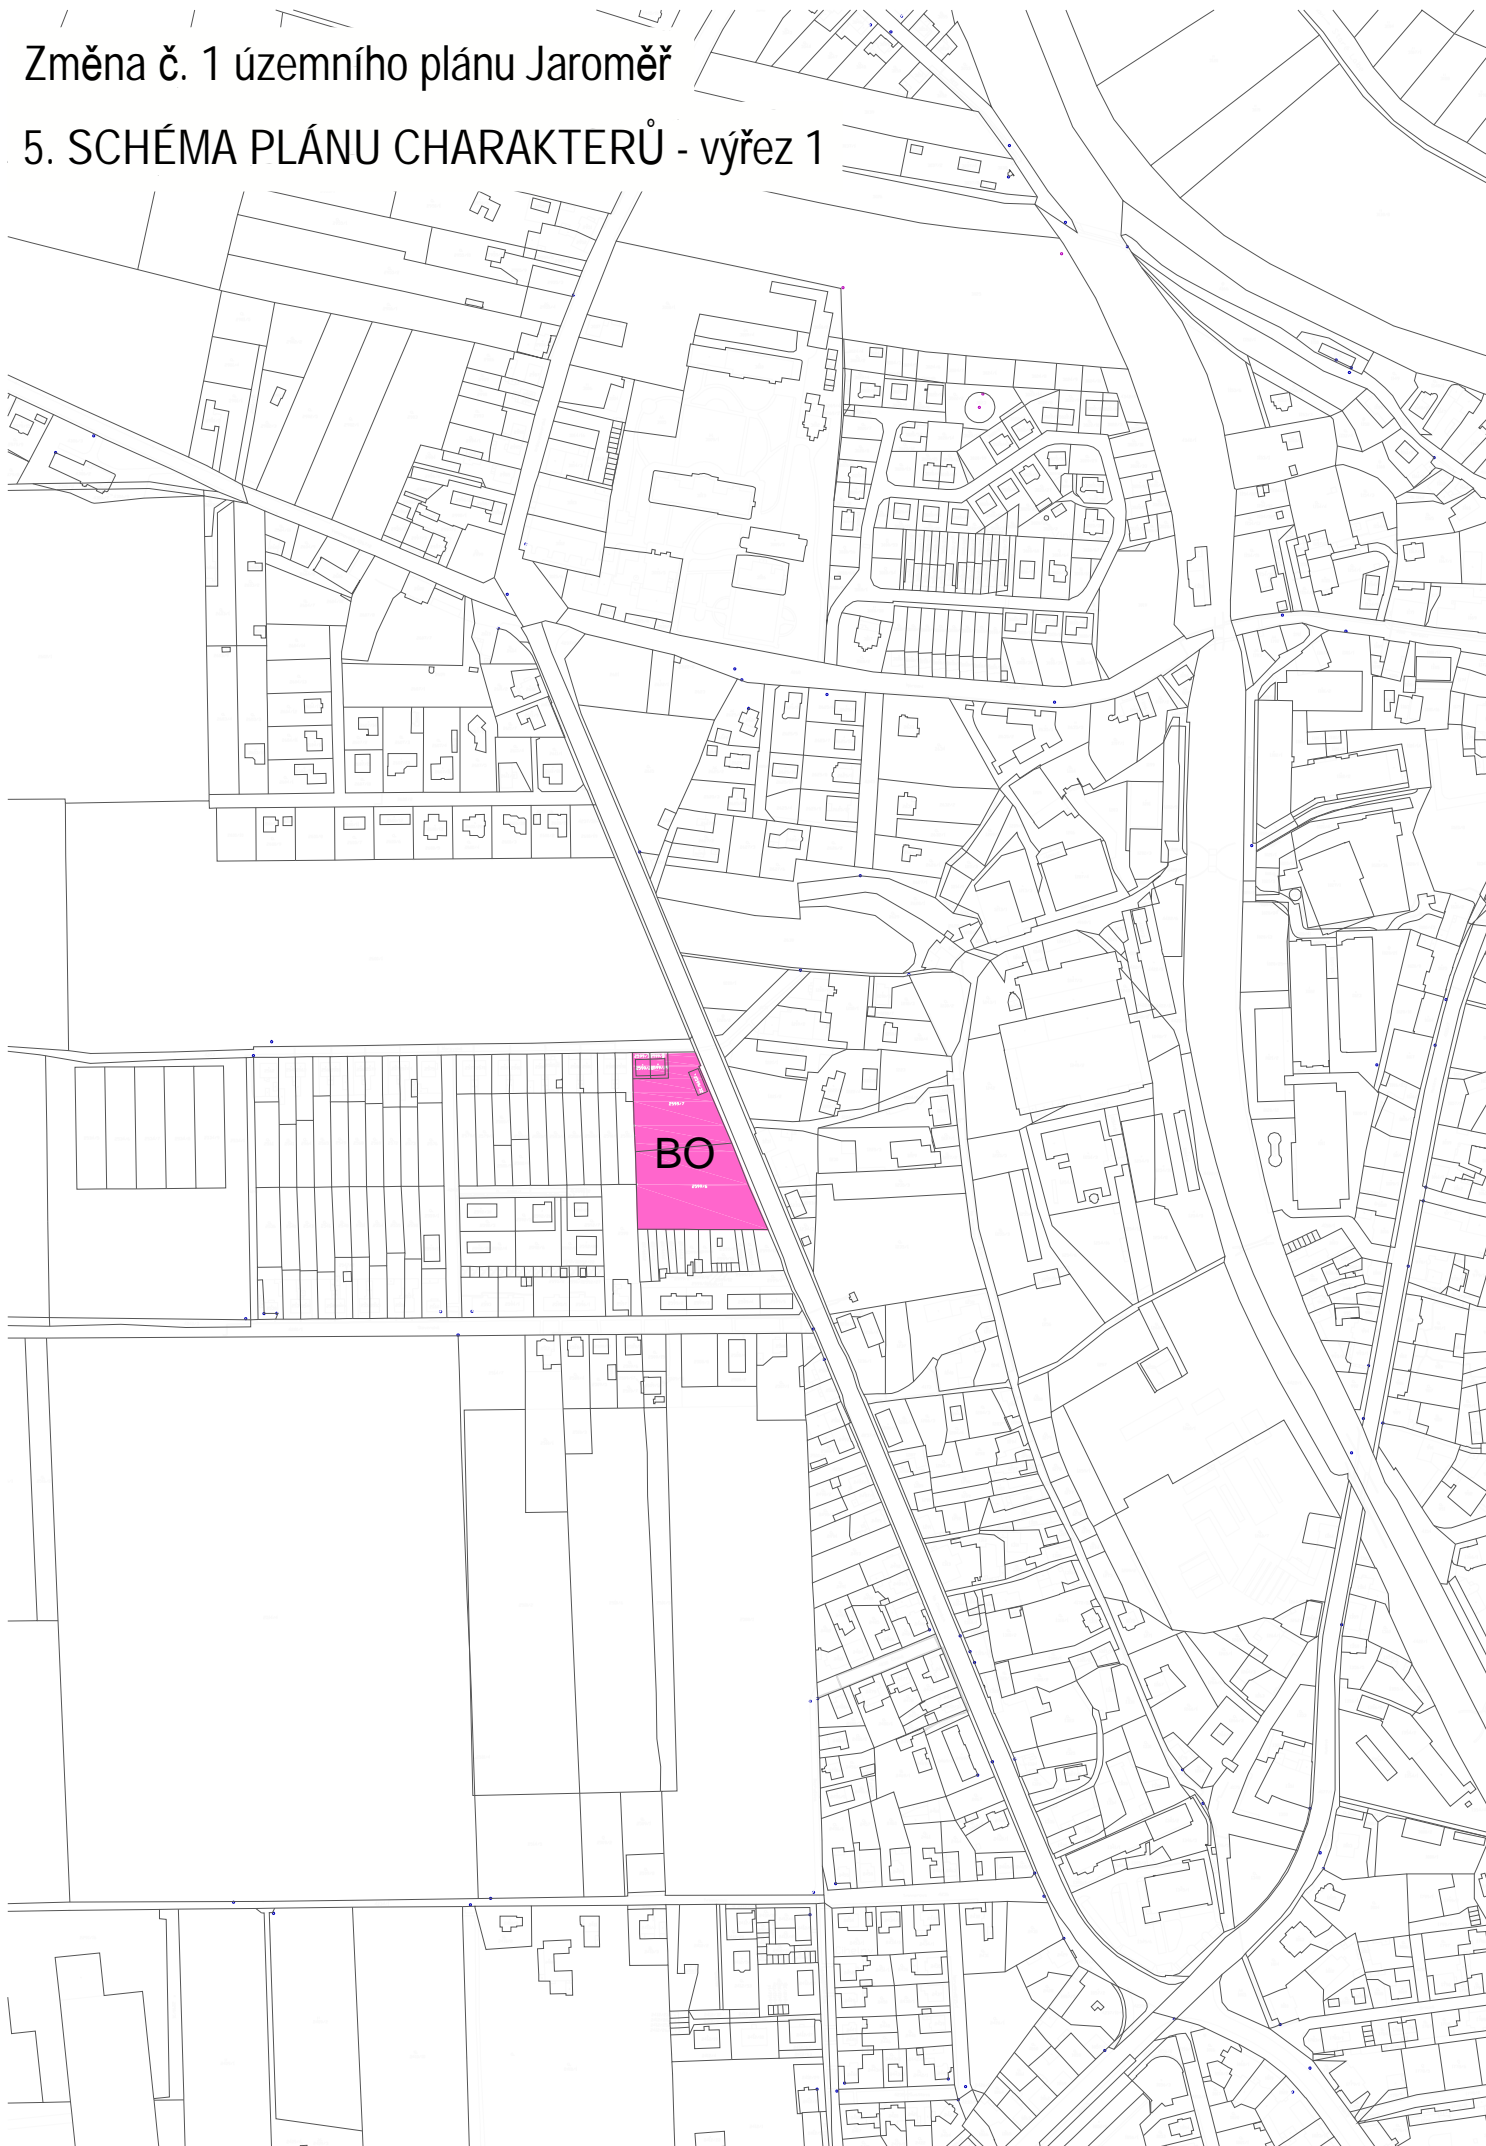 Změna č. 1 územního plánu Jaroměř
5. SCHÉMA PLÁNU CHARAKTERŮ - výřez 1
BO